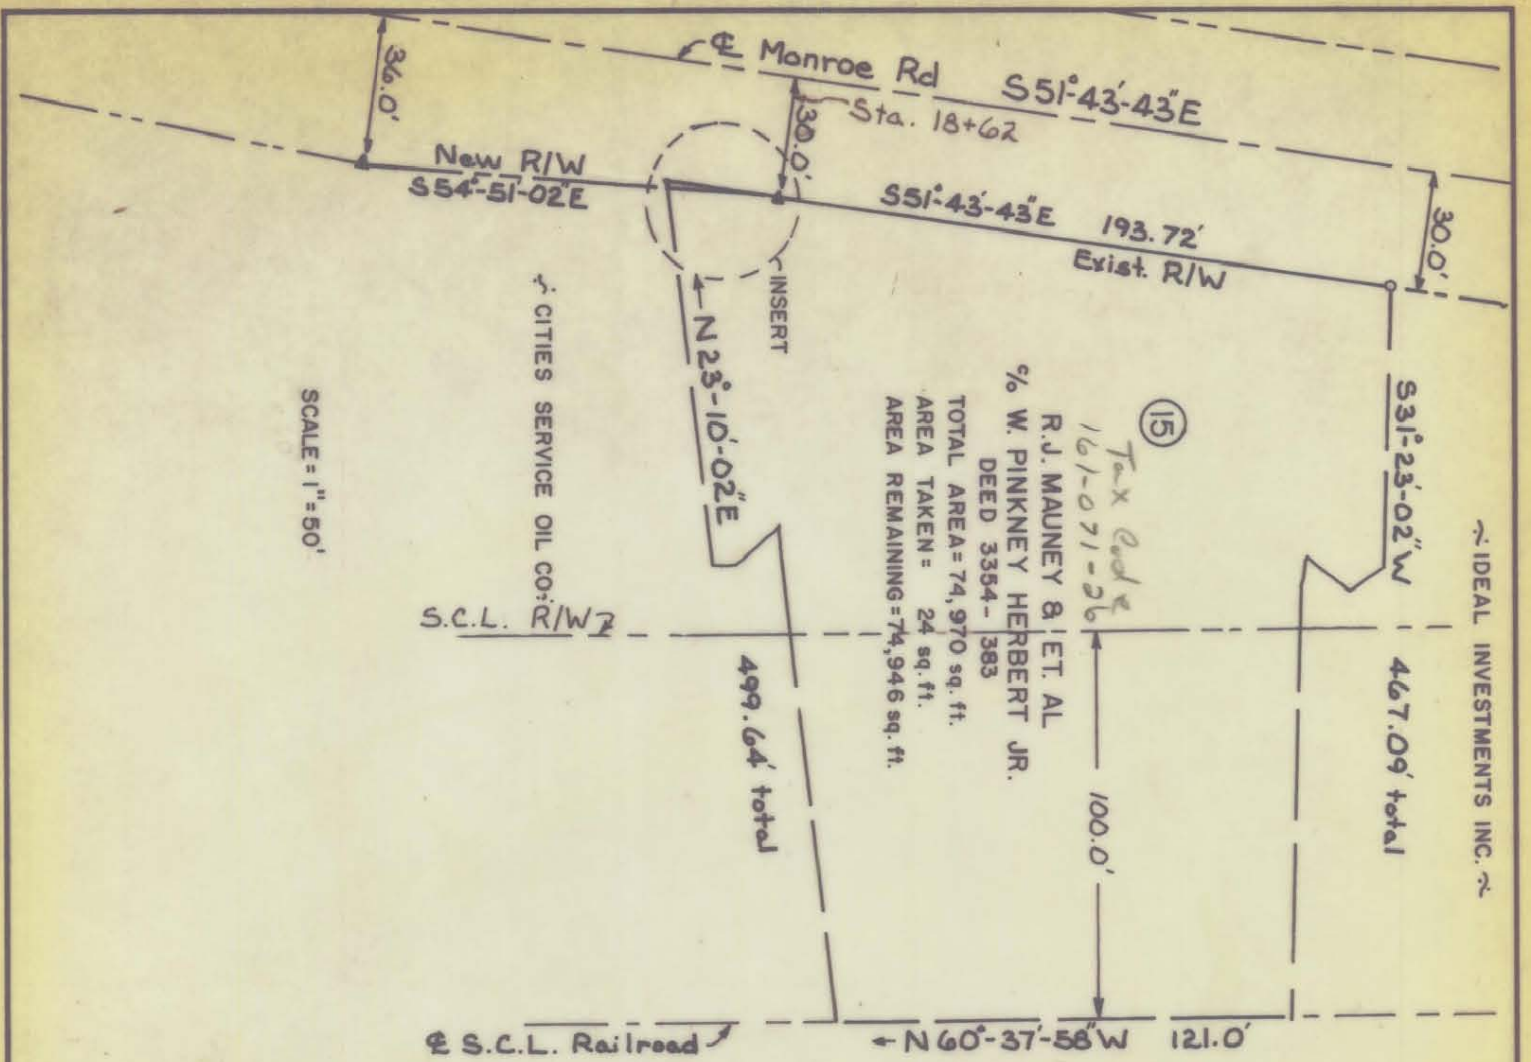 ℄ Monroe Rd S51°-43'-43"E
Sta. 18+62
36.0'
30.0'
30.0'
New R/W
S54°-51'-02"E
S51°-43'-43"E 193.72'
Exist. R/W
INSERT
N23°-10'-02"E
499.64' total
S31°-23'-02"W
467.09' total
~ IDEAL INVESTMENTS INC. ~
~ CITIES SERVICE OIL CO. ~
SCALE = 1" = 50'
15
Tax Code
161-071-26
R.J. MAUNEY & ET. AL
% W. PINKNEY HERBERT JR.
DEED 3354-383
TOTAL AREA = 74,970 sq. ft.
AREA TAKEN = 24 sq. ft.
AREA REMAINING = 74,946 sq. ft.
S.C.L. R/W
100.0'
℄ S.C.L. Railroad
N60°-37'-58"W 121.0'